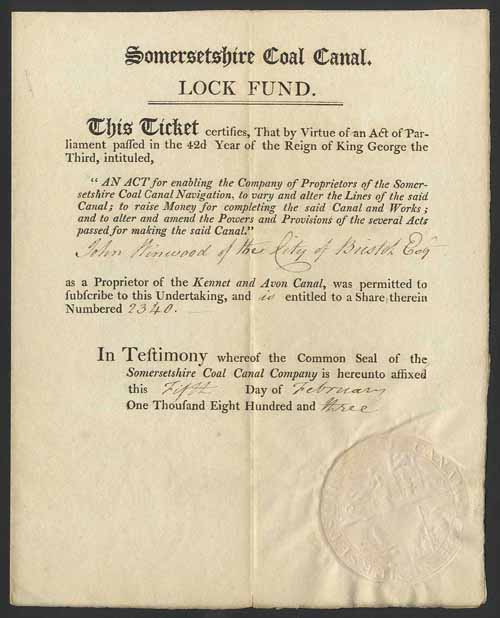 Somersetshire Coal Canal.
LOCK FUND.
This Ticket certifies, That by Virtue of an Act of Par-
liament paſſed in the 42d Year of the Reign of King George the
Third, intituled,
“ AN ACT for enabling the Company of Proprietors of the Somer-
setshire Coal Canal Navigation, to vary and alter the Lines of the said
Canal; to raise Money for completing the said Canal and Works;
and to alter and amend the Powers and Provisions of the several Acts
passed for making the said Canal.”
John Winwood of the City of Bristol Esqr
as a Proprietor of the Kennet and Avon Canal, was permitted to
ſubſcribe to this Undertaking, and is entitled to a Share therein
Numbered 2340.
In Teſtimony whereof the Common Seal of the
Somersetshire Coal Canal Company is hereunto affixed
this Fifth Day of February
One Thouſand Eight Hundred and three